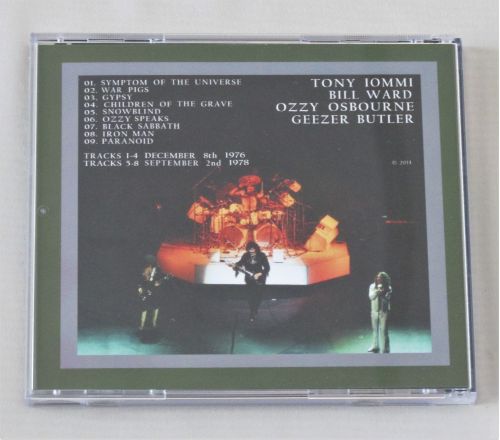 01. SYMPTOM OF THE UNIVERSE
02. WAR PIGS
03. GYPSY
04. CHILDREN OF THE GRAVE
05. SNOWBLIND
06. OZZY SPEAKS
07. BLACK SABBATH
08. IRON MAN
09. PARANOID
TRACKS 1-4 DECEMBER 8th 1976
TRACKS 5-8 SEPTEMBER 2nd 1978
TONY IOMMI
BILL WARD
OZZY OSBOURNE
GEEZER BUTLER